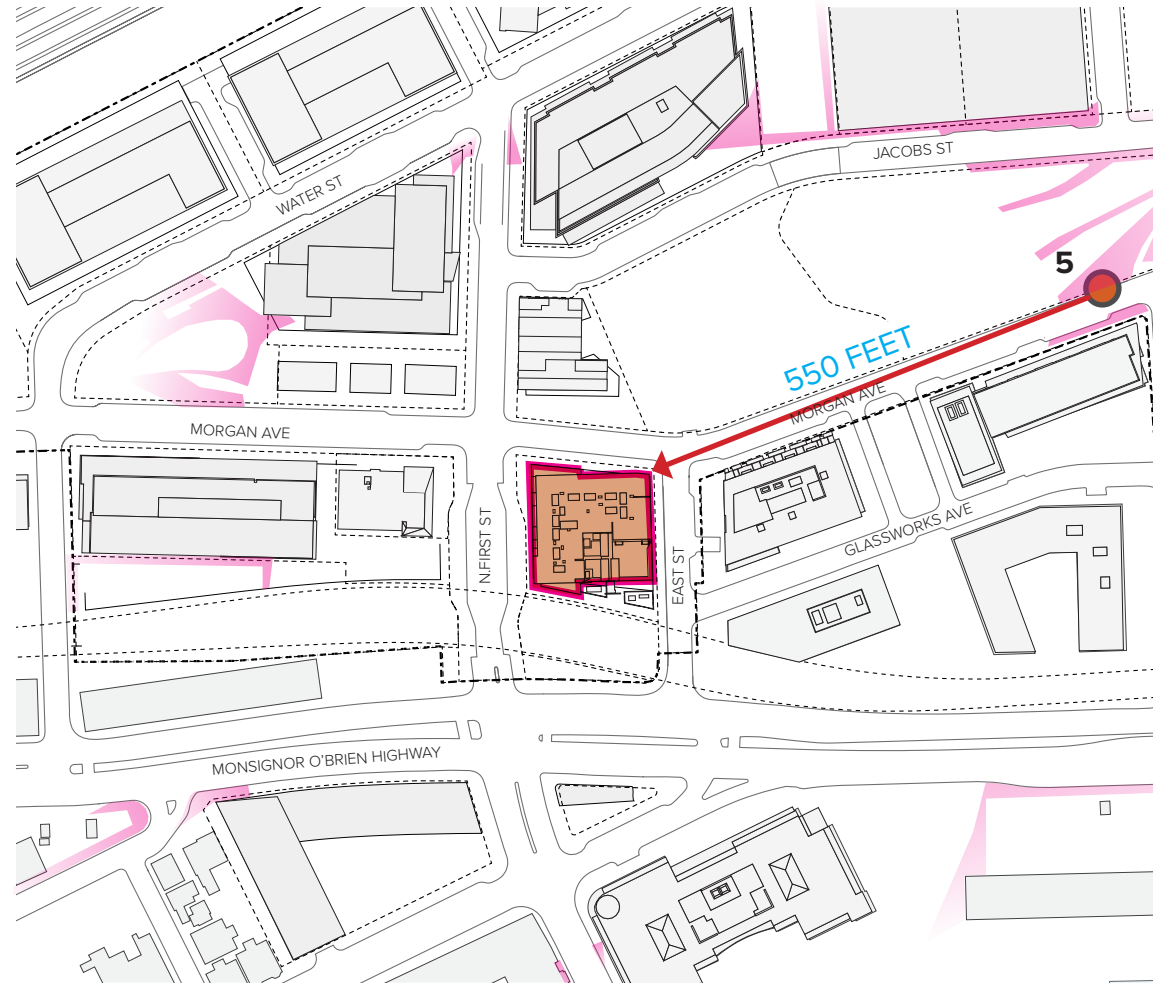 JACOBS ST
WATER ST
5
550 FEET
MORGAN AVE
MORGAN AVE
N.FIRST ST
GLASSWORKS AVE
EAST ST
MONSIGNOR O'BRIEN HIGHWAY